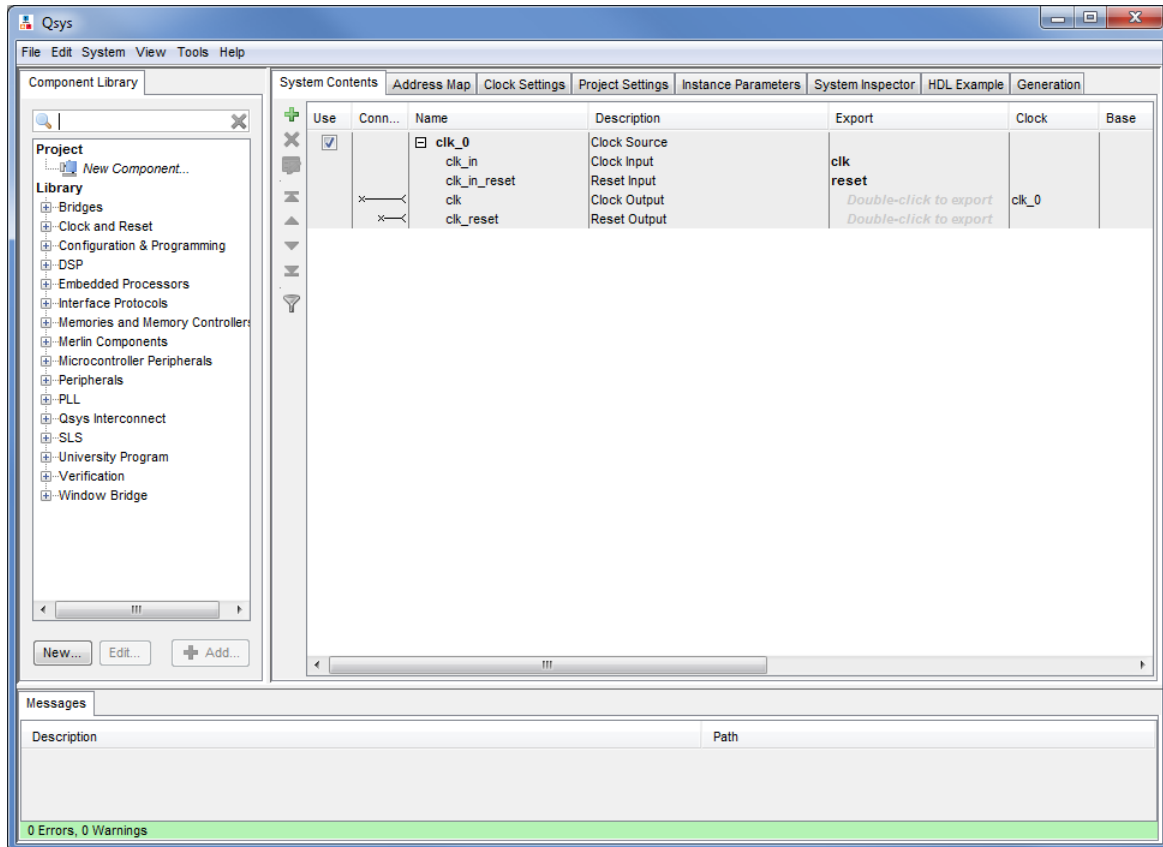 Qsys
File Edit System View Tools Help
Component Library
Project
New Component...
Library
Bridges
Clock and Reset
Configuration & Programming
DSP
Embedded Processors
Interface Protocols
Memories and Memory Controllers
Merlin Components
Microcontroller Peripherals
Peripherals
PLL
Qsys Interconnect
SLS
University Program
Verification
Window Bridge
New... Edit... Add...
System Contents Address Map Clock Settings Project Settings Instance Parameters System Inspector HDL Example Generation
Use Conn... Name Description Export Clock Base
clk_0 Clock Source
clk_in Clock Input clk
clk_in_reset Reset Input reset
clk Clock Output Double-click to export clk_0
clk_reset Reset Output Double-click to export
Messages
Description Path
0 Errors, 0 Warnings